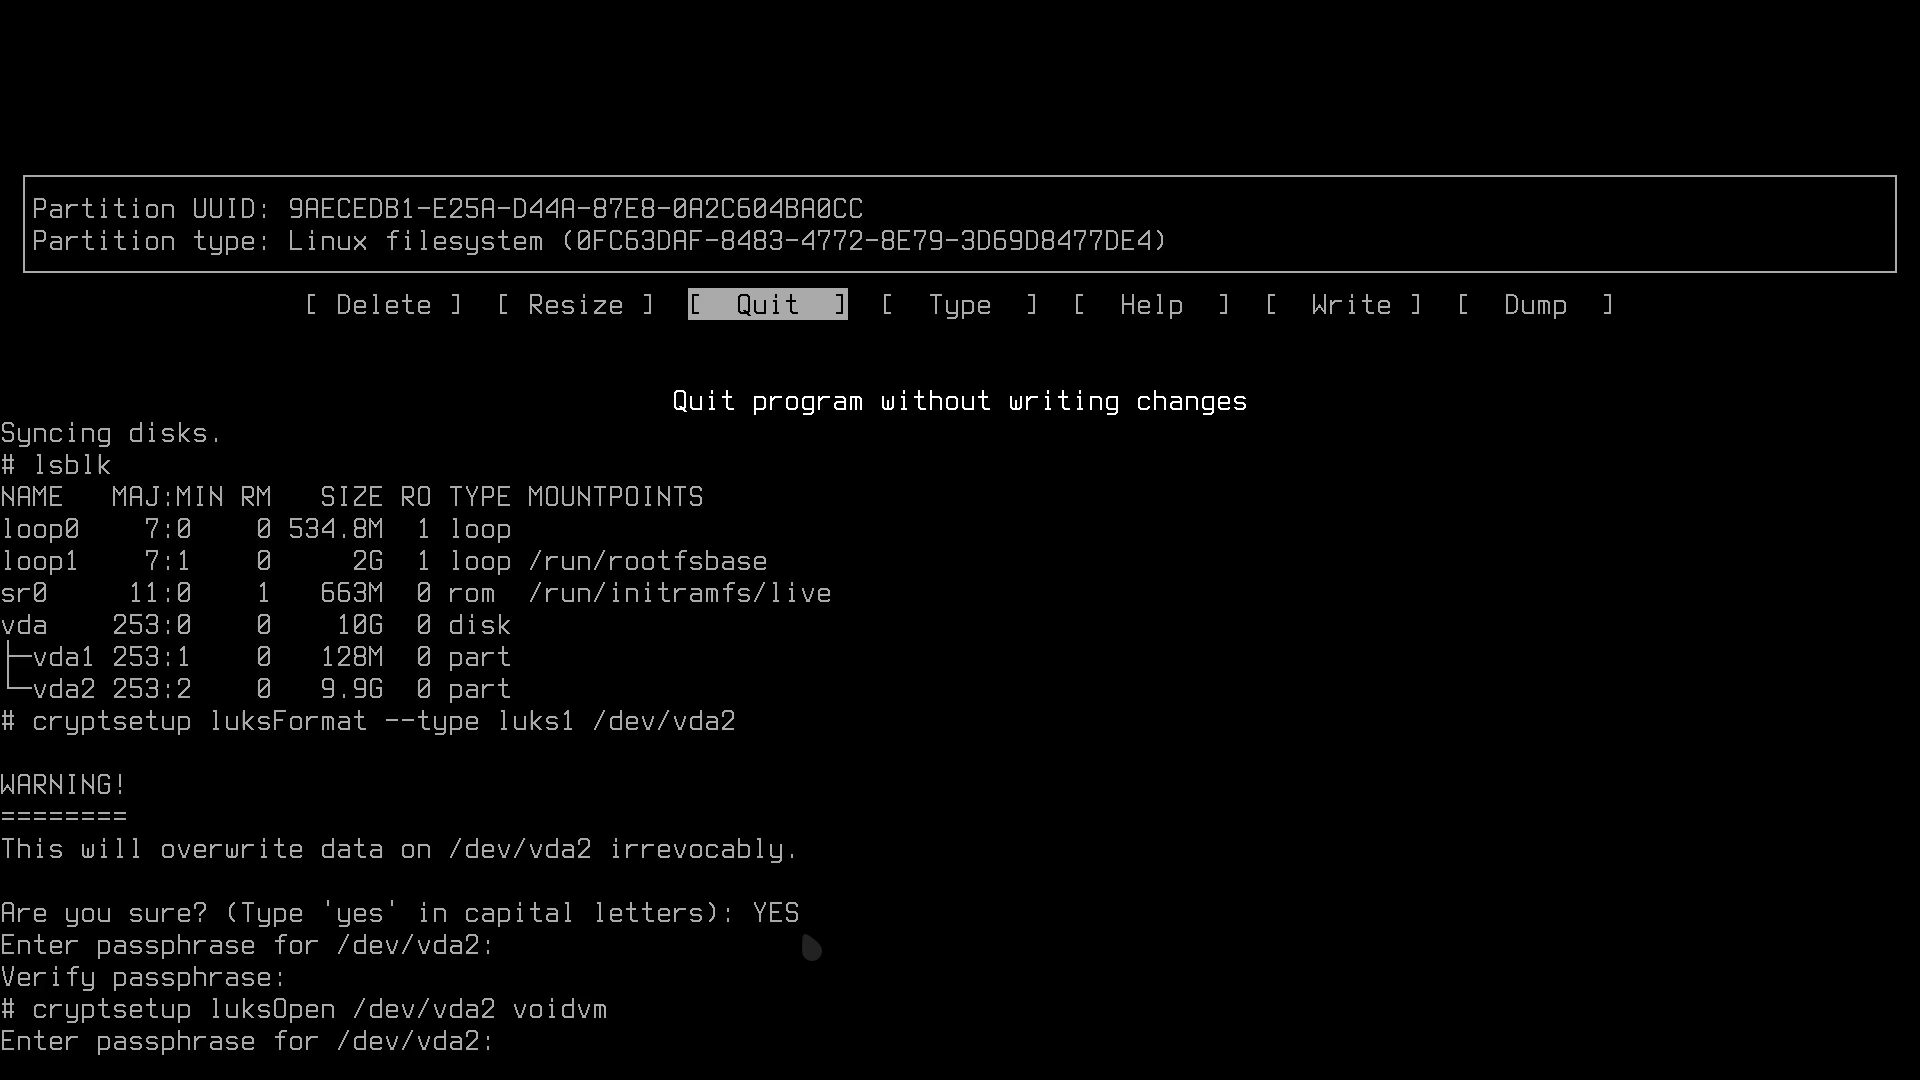 Partition UUID: 9AECEDB1-E25A-D44A-87E8-0A2C604BA0CC
Partition type: Linux filesystem (0FC63DAF-8483-4772-8E79-3D69D8477DE4)
[ Delete ]  [ Resize ]  [  Quit  ]  [  Type  ]  [  Help  ]  [  Write ]  [  Dump  ]
Quit program without writing changes
Syncing disks.
# lsblk
NAME   MAJ:MIN RM   SIZE RO TYPE MOUNTPOINTS
loop0    7:0    0 534.8M  1 loop
loop1    7:1    0     2G  1 loop /run/rootfsbase
sr0     11:0    1   663M  0 rom  /run/initramfs/live
vda    253:0    0    10G  0 disk
├─vda1 253:1    0   128M  0 part
└─vda2 253:2    0   9.9G  0 part
# cryptsetup luksFormat --type luks1 /dev/vda2
WARNING!
========
This will overwrite data on /dev/vda2 irrevocably.
Are you sure? (Type 'yes' in capital letters): YES
Enter passphrase for /dev/vda2:
Verify passphrase:
# cryptsetup luksOpen /dev/vda2 voidvm
Enter passphrase for /dev/vda2: